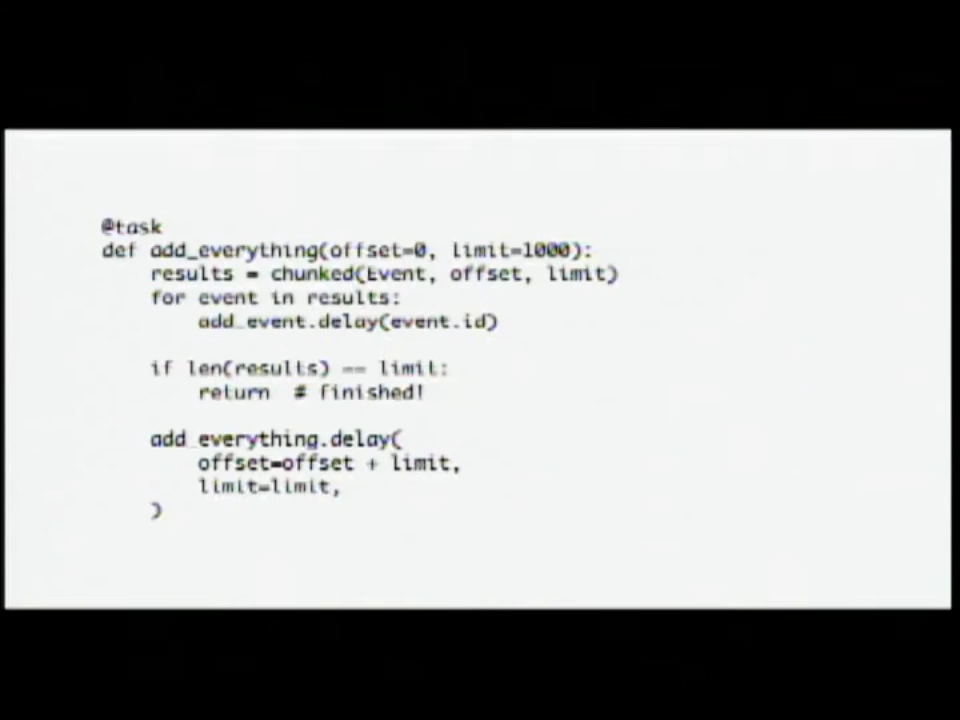 @task
def add_everything(offset=0, limit=1000):
    results = chunked(Event, offset, limit)
    for event in results:
        add_event.delay(event.id)

    if len(results) == limit:
        return  # finished!

    add_everything.delay(
        offset=offset + limit,
        limit=limit,
    )